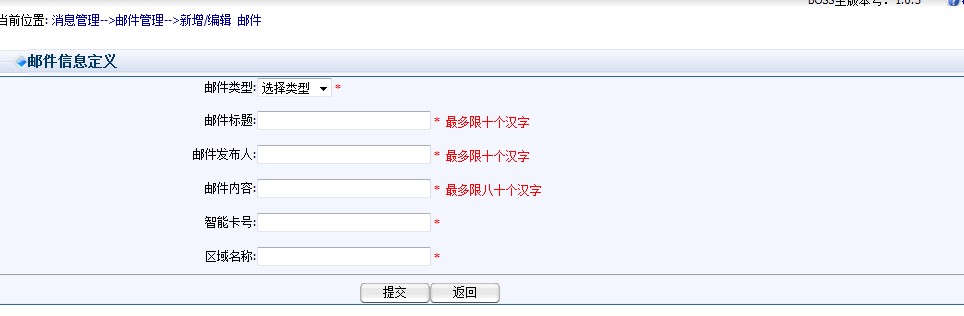 BOSS主版本号：1.6.5
当前位置: 消息管理-->邮件管理-->新增/编辑 邮件
邮件信息定义
邮件类型: 选择类型 *
邮件标题: * 最多限十个汉字
邮件发布人: * 最多限十个汉字
邮件内容: * 最多限八十个汉字
智能卡号: *
区域名称: *
提交 返回